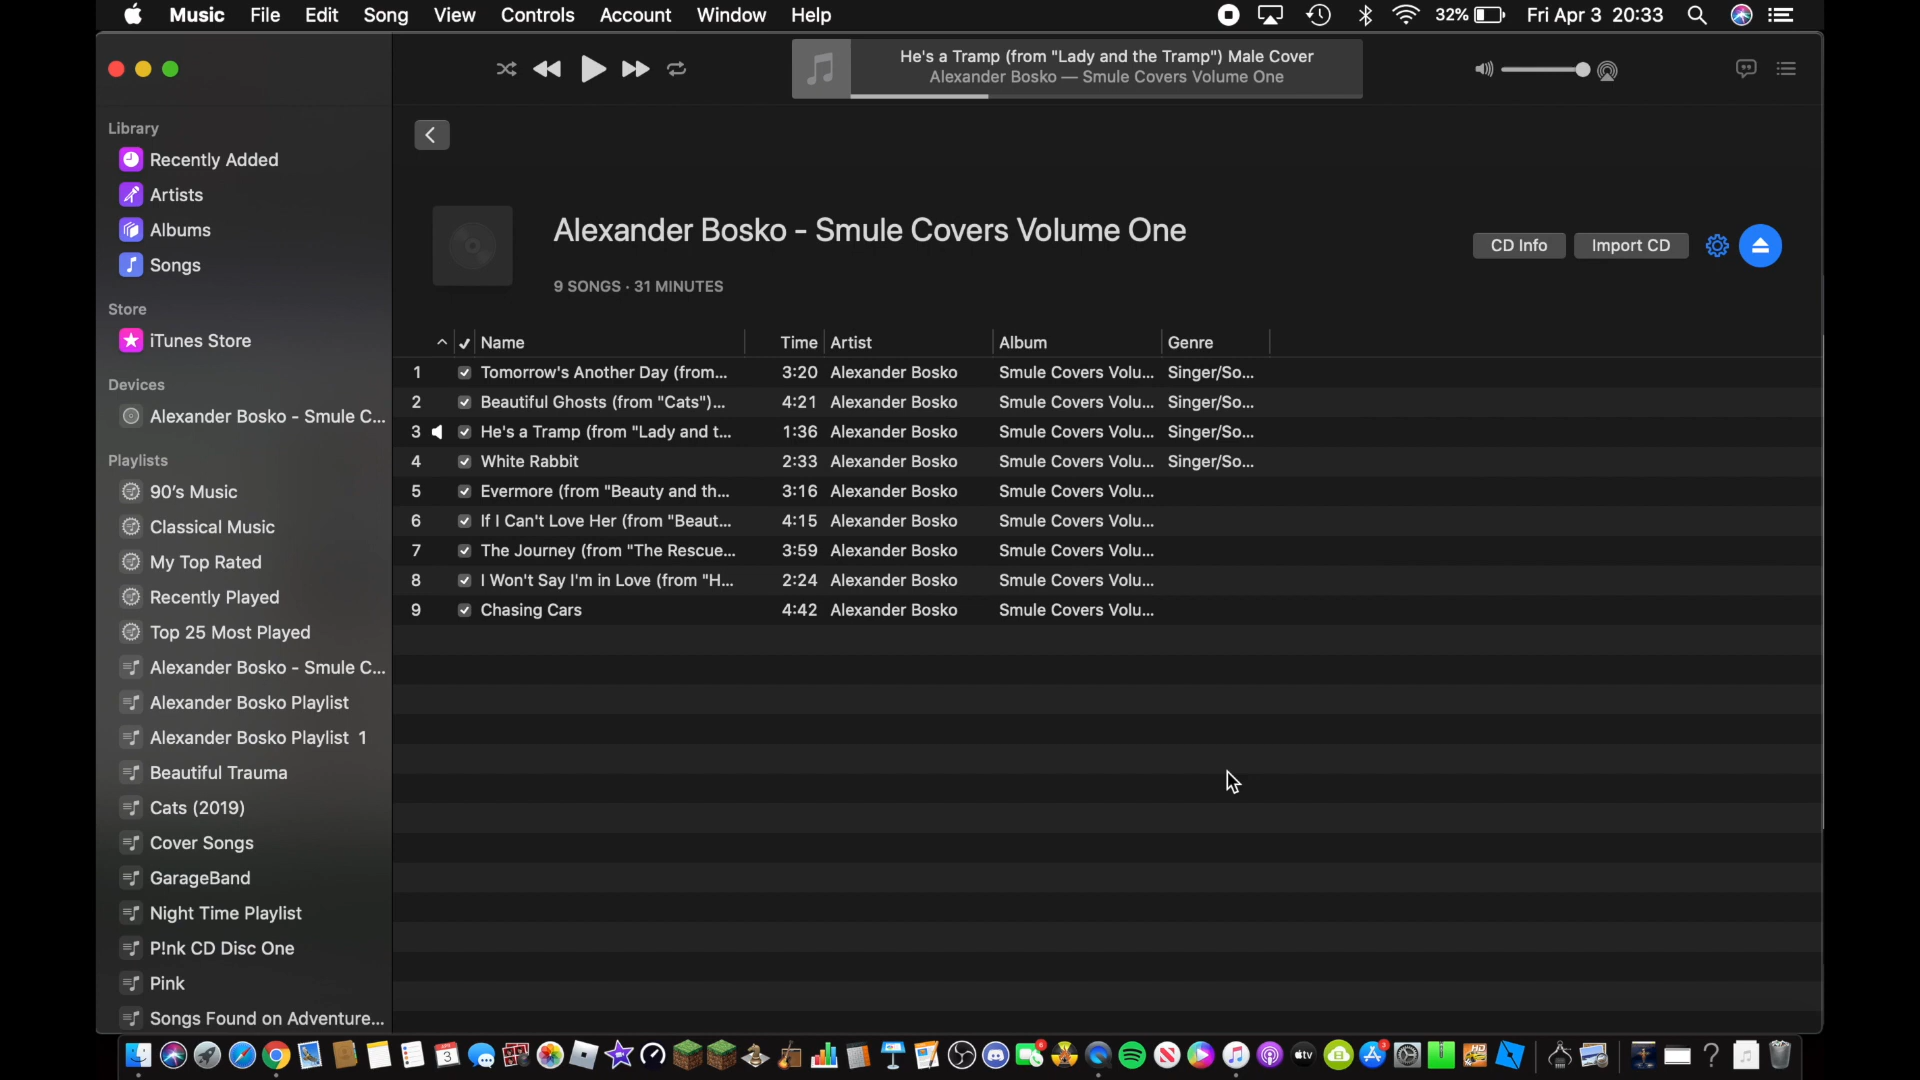 Music File Edit Song View Controls Account Window Help 32% Fri Apr 3 20:33
He's a Tramp (from "Lady and the Tramp") Male Cover
Alexander Bosko — Smule Covers Volume One
Library
Recently Added
Artists
Albums
Songs
Store
iTunes Store
Devices
Alexander Bosko - Smule C...
Playlists
90's Music
Classical Music
My Top Rated
Recently Played
Top 25 Most Played
Alexander Bosko - Smule C...
Alexander Bosko Playlist
Alexander Bosko Playlist 1
Beautiful Trauma
Cats (2019)
Cover Songs
GarageBand
Night Time Playlist
P!nk CD Disc One
Pink
Songs Found on Adventure...
Alexander Bosko - Smule Covers Volume One
9 SONGS · 31 MINUTES
CD Info Import CD
Name Time Artist Album Genre
1 Tomorrow's Another Day (from... 3:20 Alexander Bosko Smule Covers Volu... Singer/So...
2 Beautiful Ghosts (from "Cats")... 4:21 Alexander Bosko Smule Covers Volu... Singer/So...
3 He's a Tramp (from "Lady and t... 1:36 Alexander Bosko Smule Covers Volu... Singer/So...
4 White Rabbit 2:33 Alexander Bosko Smule Covers Volu... Singer/So...
5 Evermore (from "Beauty and th... 3:16 Alexander Bosko Smule Covers Volu...
6 If I Can't Love Her (from "Beaut... 4:15 Alexander Bosko Smule Covers Volu...
7 The Journey (from "The Rescue... 3:59 Alexander Bosko Smule Covers Volu...
8 I Won't Say I'm in Love (from "H... 2:24 Alexander Bosko Smule Covers Volu...
9 Chasing Cars 4:42 Alexander Bosko Smule Covers Volu...